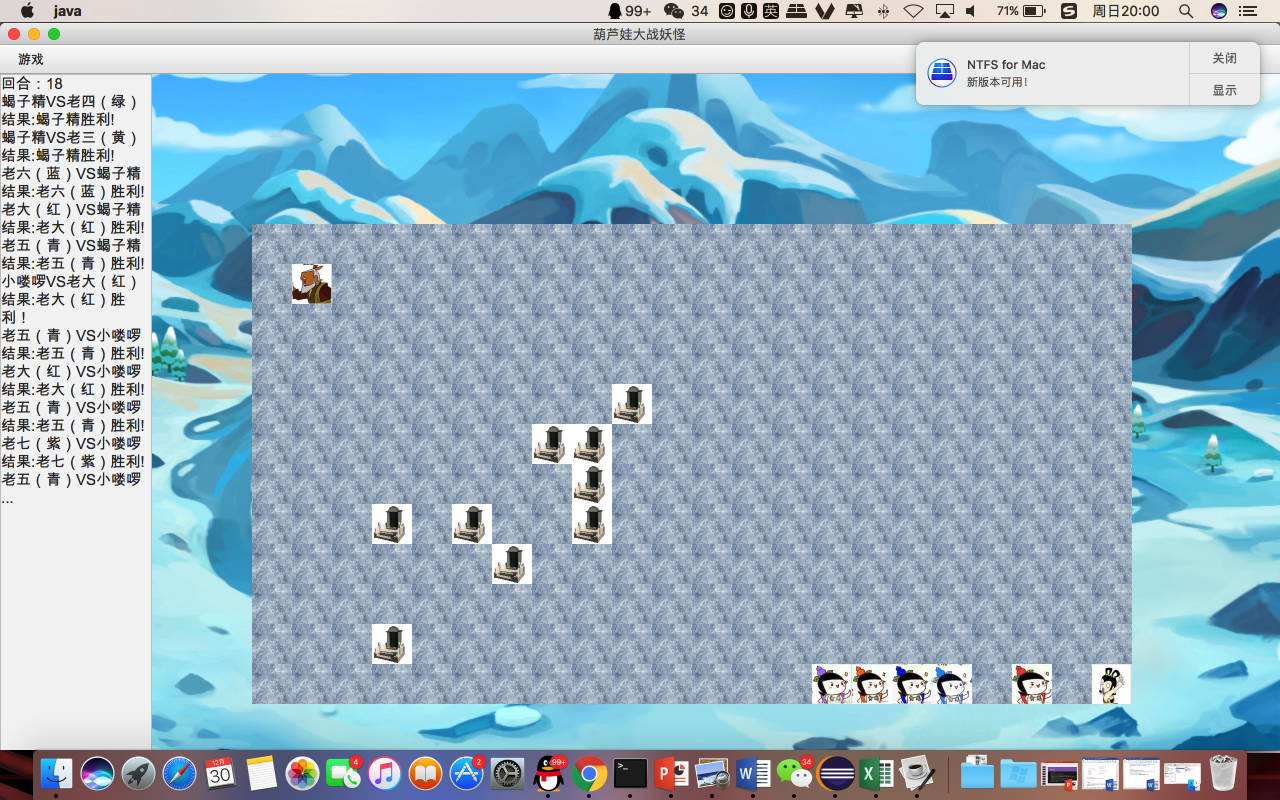 java
99+
34
英
71%
周日20:00
葫芦娃大战妖怪
游戏
NTFS for Mac
新版本可用!
关闭
显示
回合：18
蝎子精VS老四（绿）
结果:蝎子精胜利!
蝎子精VS老三（黄）
结果:蝎子精胜利!
老六（蓝）VS蝎子精
结果:老六（蓝）胜利!
老大（红）VS蝎子精
结果:老大（红）胜利!
老五（青）VS蝎子精
结果:老五（青）胜利!
小喽啰VS老大（红）
结果:老大（红）胜
利！
老五（青）VS小喽啰
结果:老五（青）胜利!
老大（红）VS小喽啰
结果:老大（红）胜利!
老五（青）VS小喽啰
结果:老五（青）胜利!
老七（紫）VS小喽啰
结果:老七（紫）胜利!
老五（青）VS小喽啰
...
12月
30
4
2
99+
34